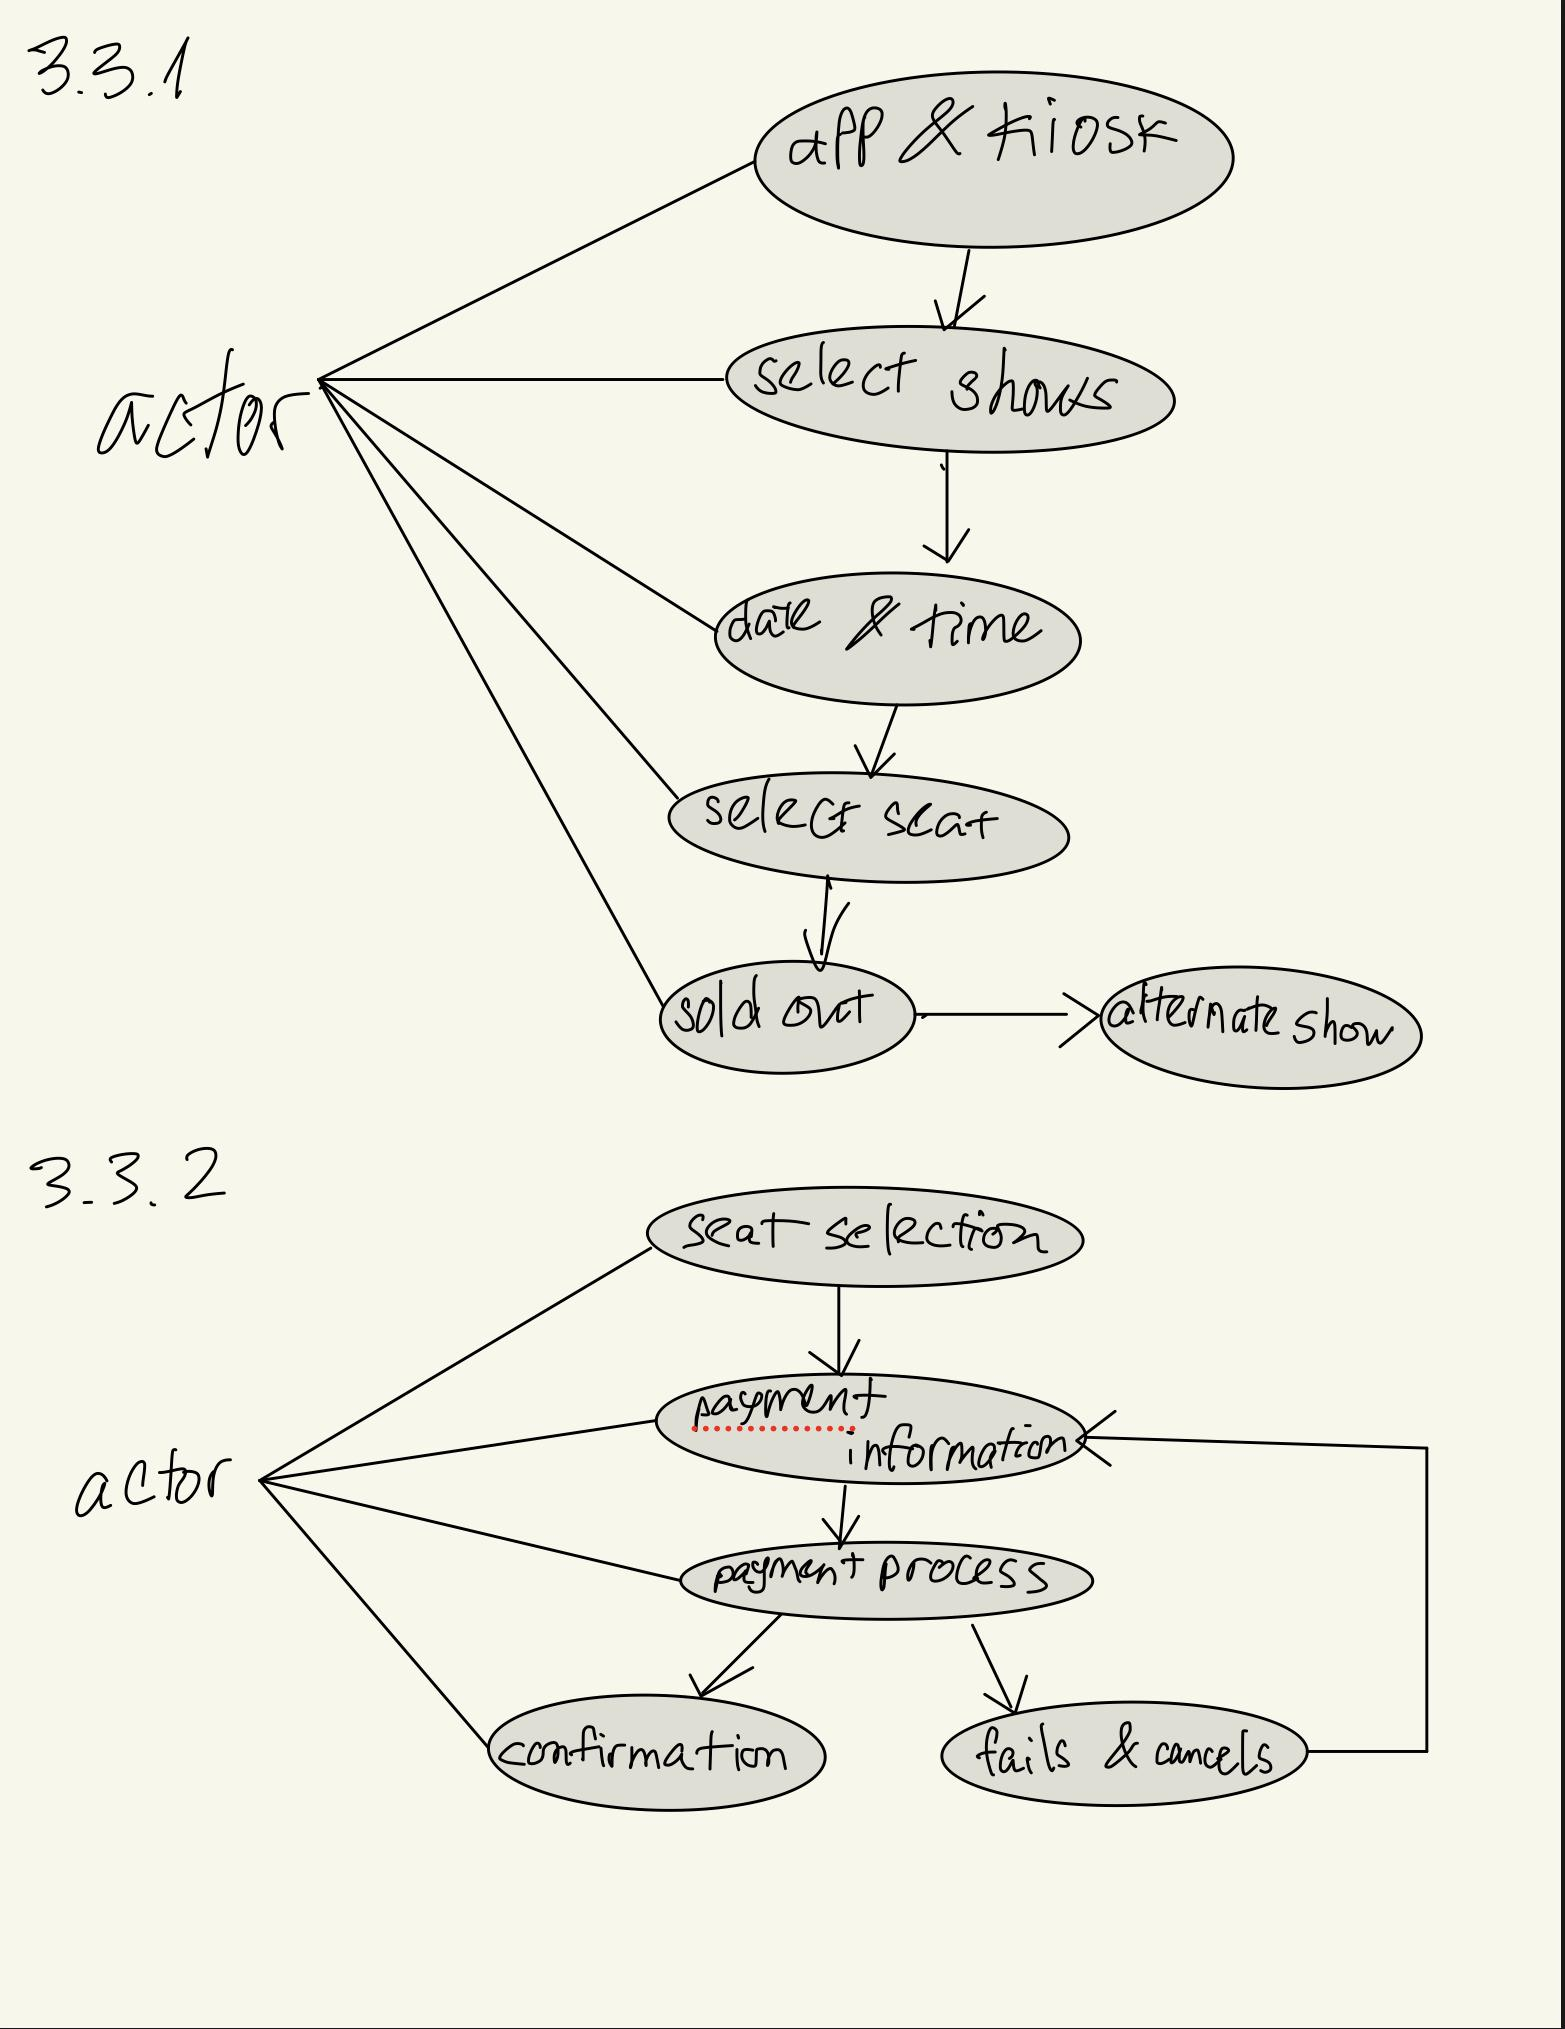 3.3.1
app & kiosk
select shows
actor
date & time
select seat
sold out
alternate show
3.3.2
seat selection
payment
information
actor
payment process
confirmation
fails & cancels